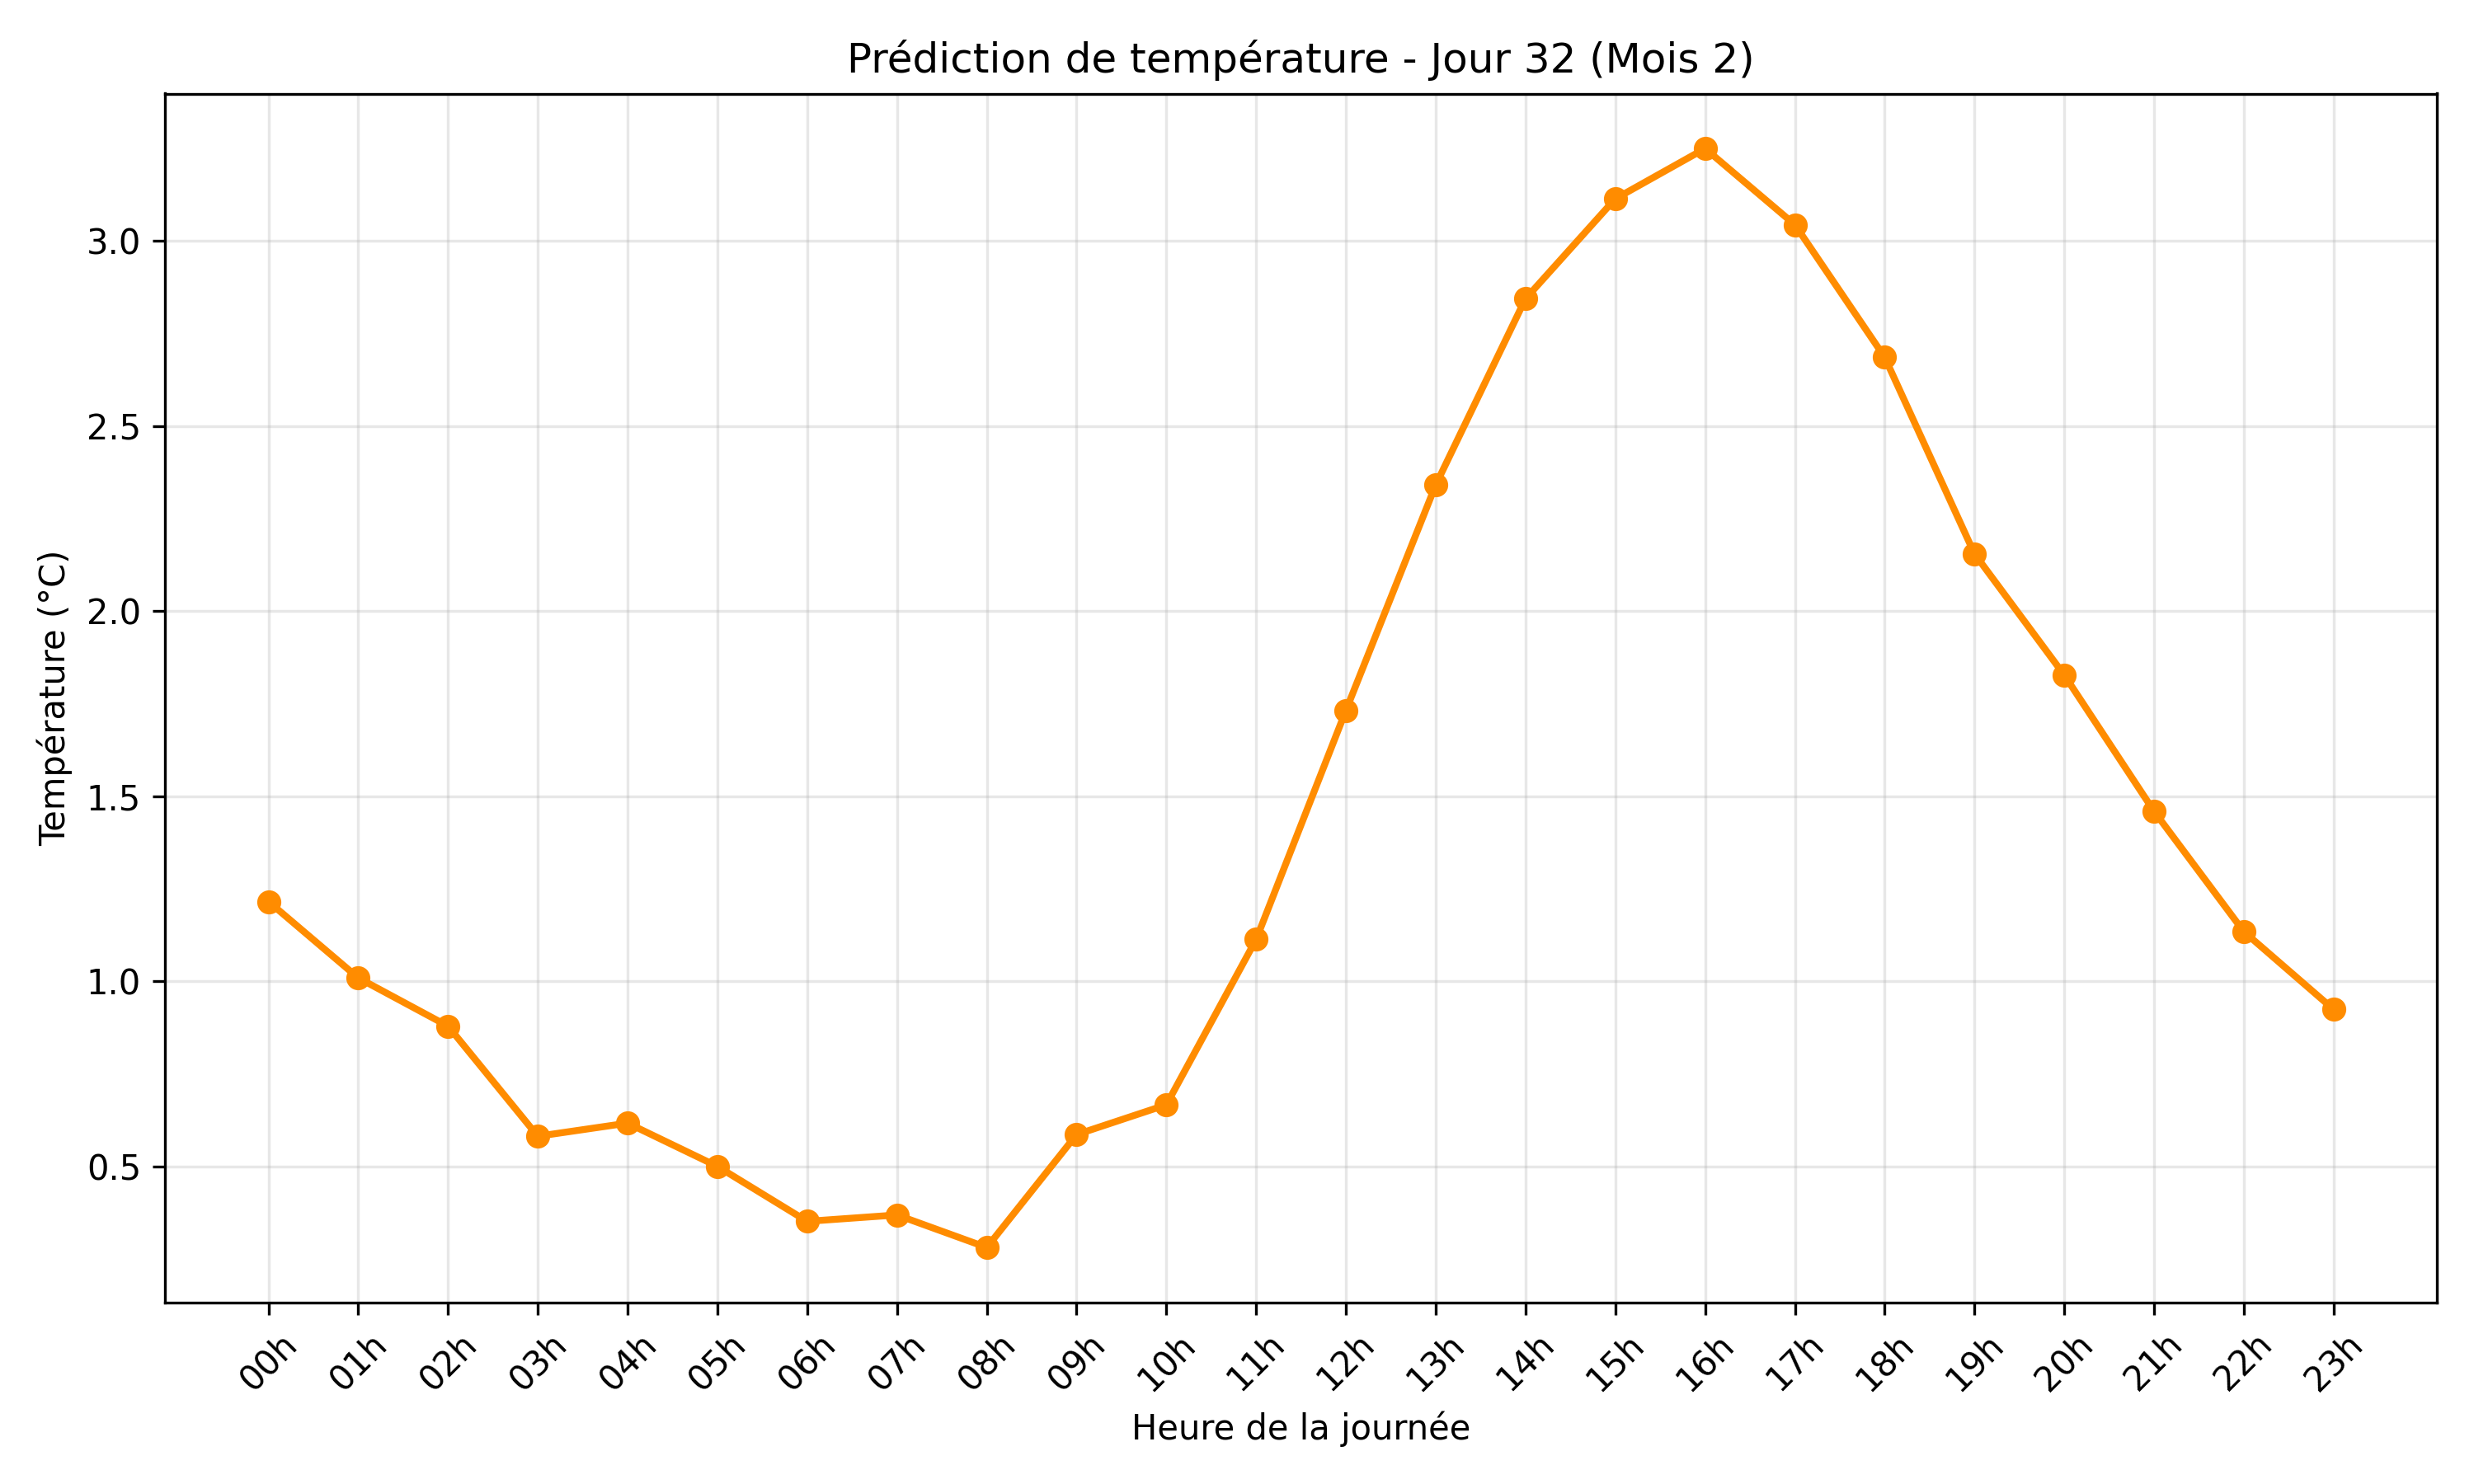 Prédiction de température - Jour 32 (Mois 2)
Température (°C)
3.0
2.5
2.0
1.5
1.0
0.5
00h 01h 02h 03h 04h 05h 06h 07h 08h 09h 10h 11h 12h 13h 14h 15h 16h 17h 18h 19h 20h 21h 22h 23h
Heure de la journée